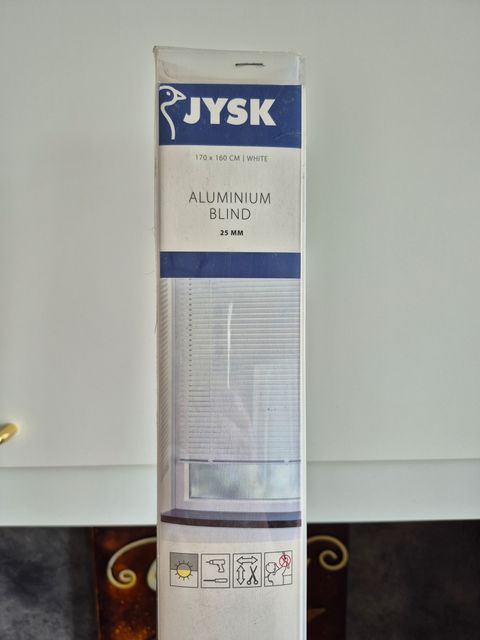 JYSK
170 x 160 CM | WHITE
ALUMINIUM
BLIND
25 MM